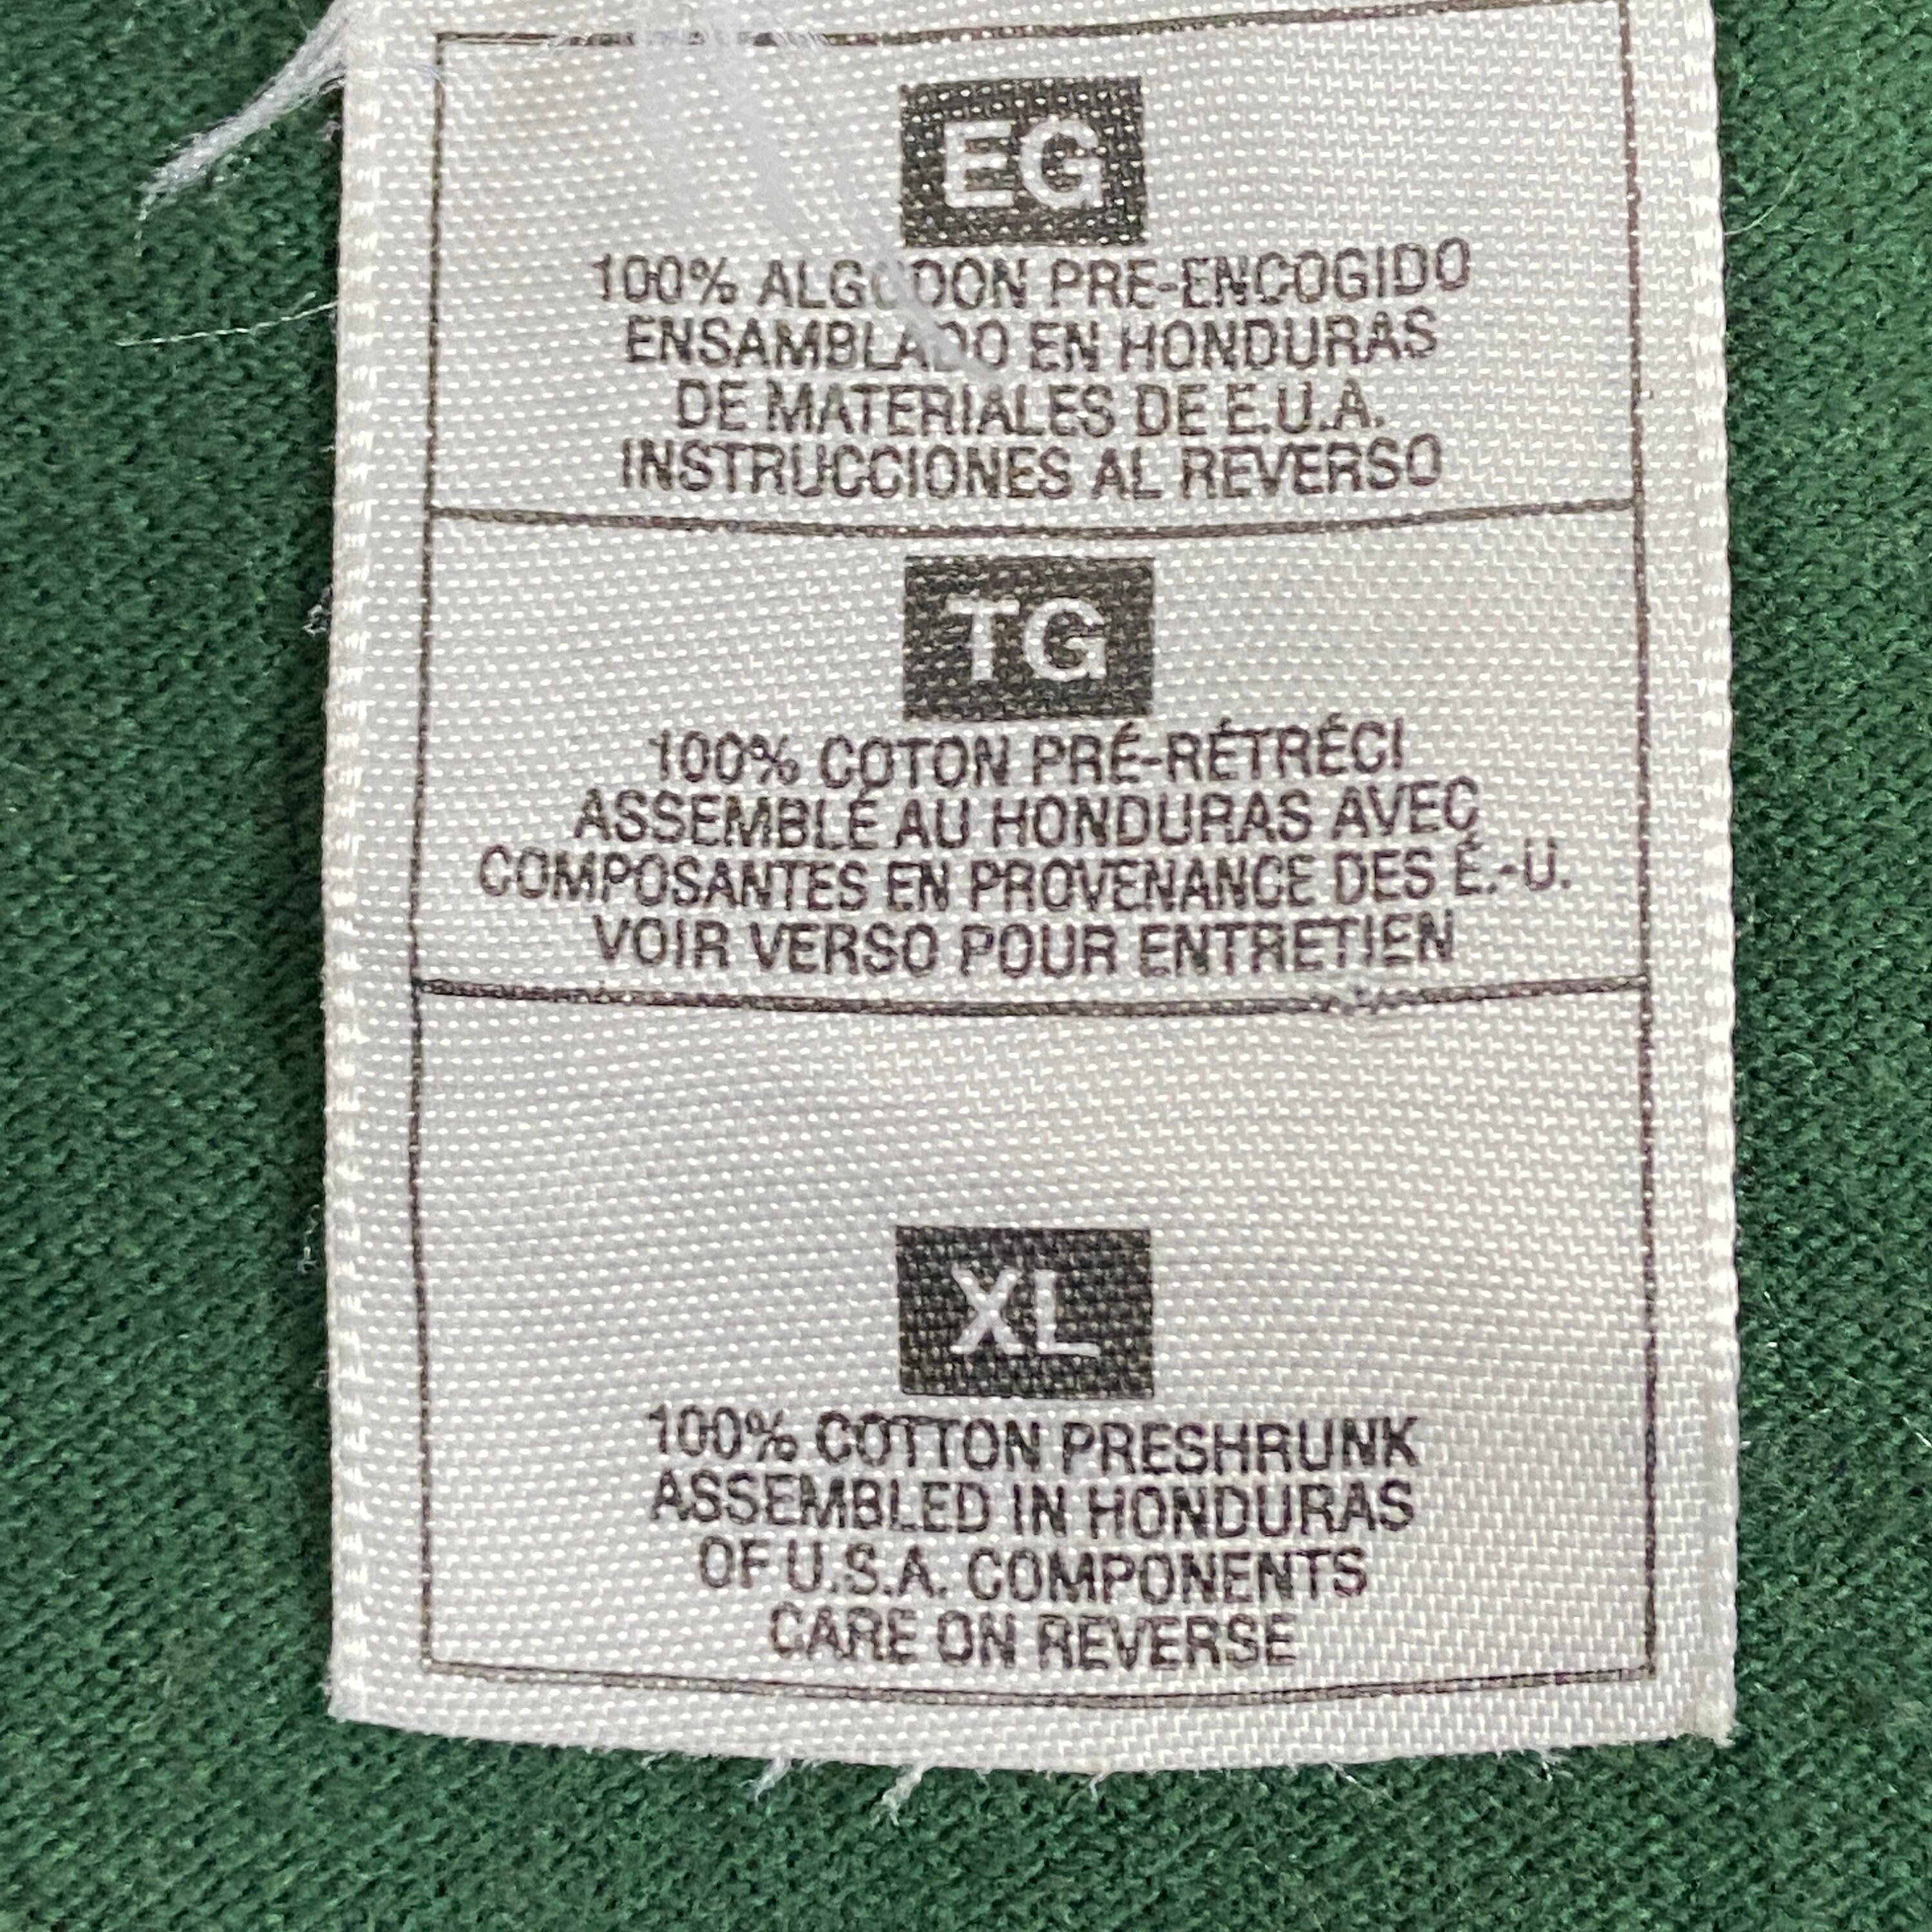 EG
100% ALGODON PRE-ENCOGIDO
ENSAMBLADO EN HONDURAS
DE MATERIALES DE E.U.A.
INSTRUCCIONES AL REVERSO
TG
100% COTON PRÉ-RÉTRÉCI
ASSEMBLÉ AU HONDURAS AVEC
COMPOSANTES EN PROVENANCE DES É.-U.
VOIR VERSO POUR ENTRETIEN
XL
100% COTTON PRESHRUNK
ASSEMBLED IN HONDURAS
OF U.S.A. COMPONENTS
CARE ON REVERSE